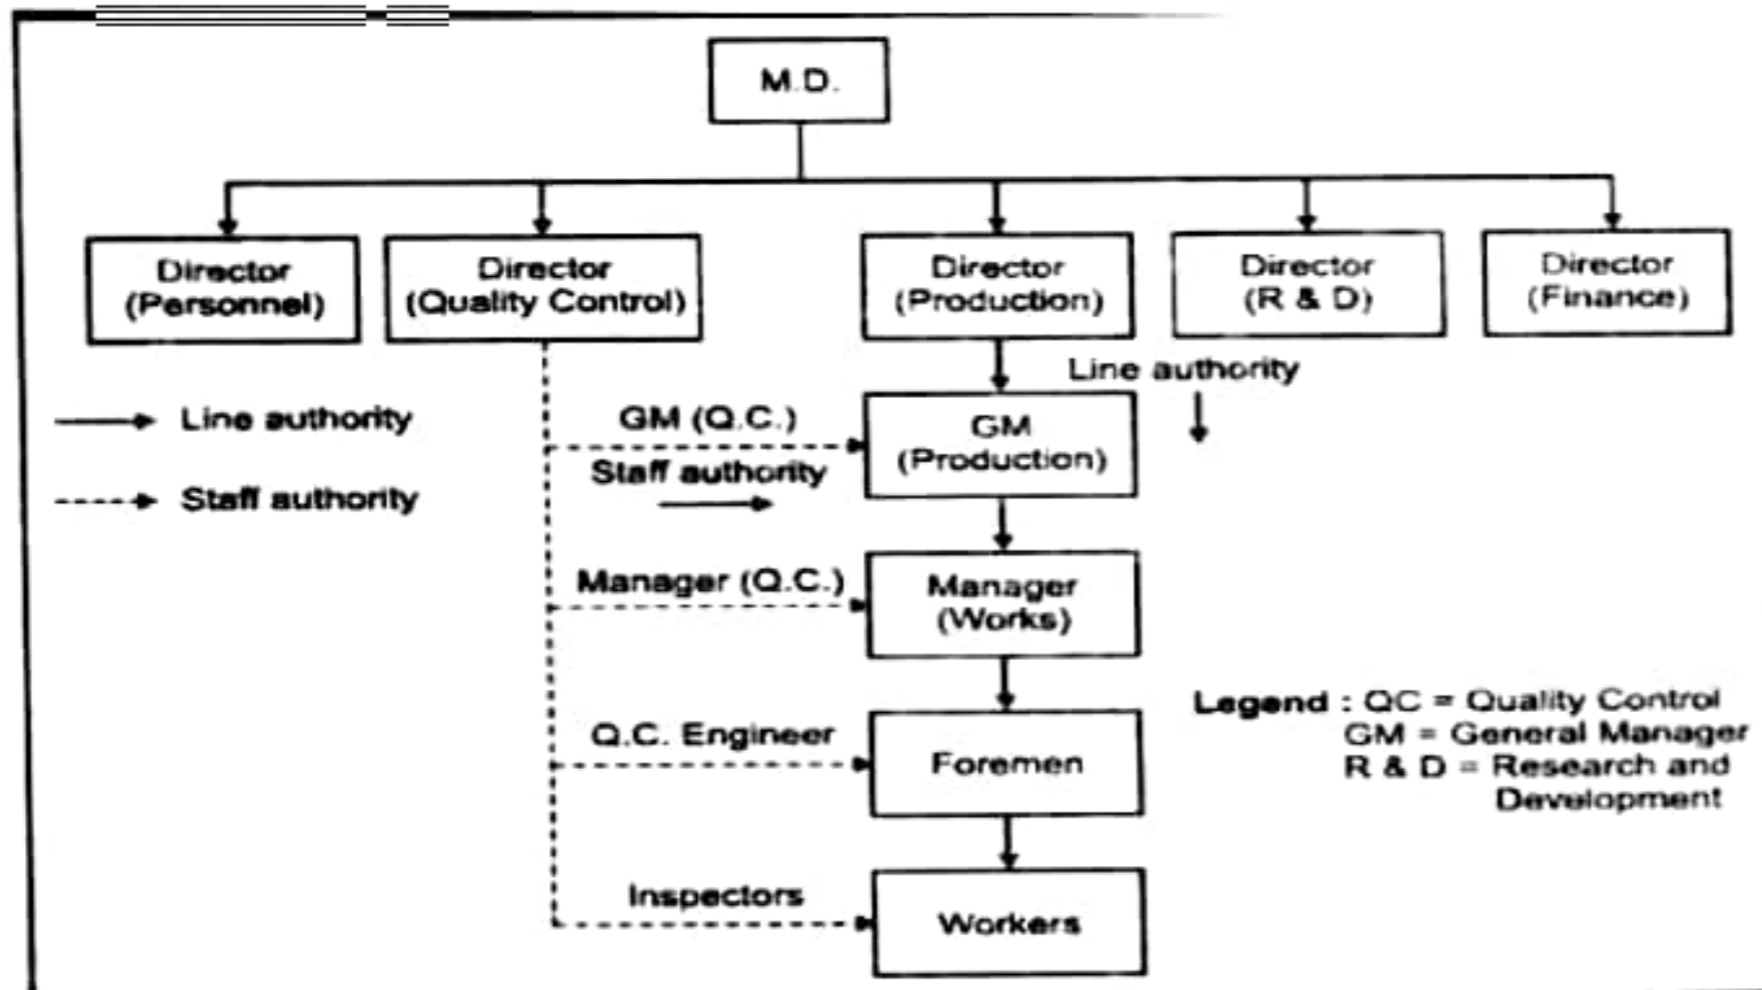 M.D.
Director
(Personnel)
Director
(Quality Control)
Director
(Production)
Director
(R & D)
Director
(Finance)
Line authority
Line authority
Staff authority
GM (Q.C.)
Staff authority
GM
(Production)
Manager (Q.C.)
Manager
(Works)
Q.C. Engineer
Foremen
Inspectors
Workers
Legend : QC = Quality Control
GM = General Manager
R & D = Research and
Development